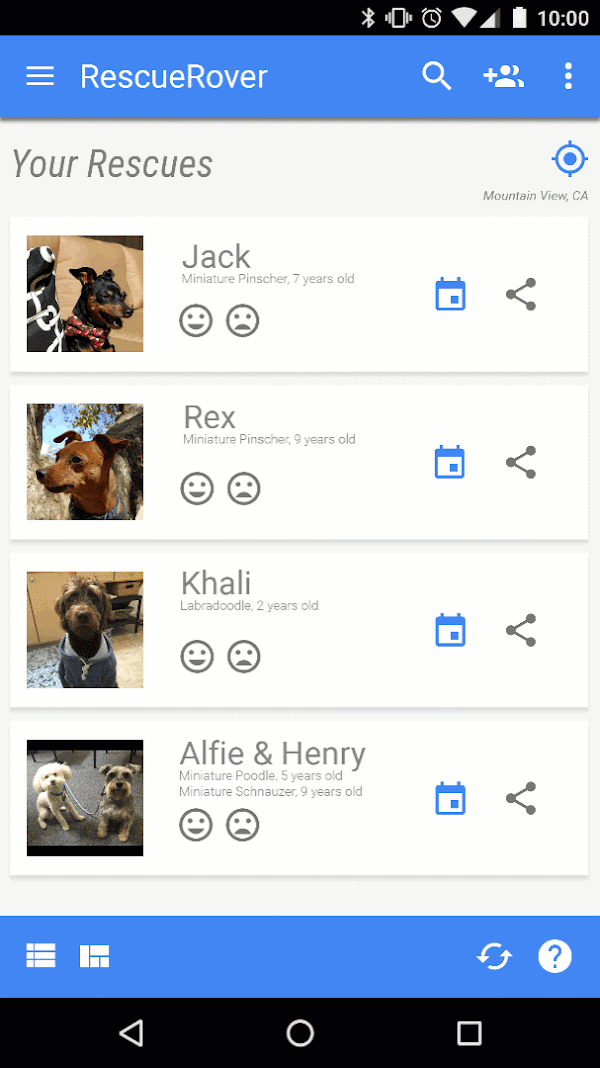 10:00
RescueRover
Your Rescues
Mountain View, CA
Jack
Miniature Pinscher, 7 years old
Rex
Miniature Pinscher, 9 years old
Khali
Labradoodle, 2 years old
Alfie & Henry
Miniature Poodle, 5 years old
Miniature Schnauzer, 9 years old